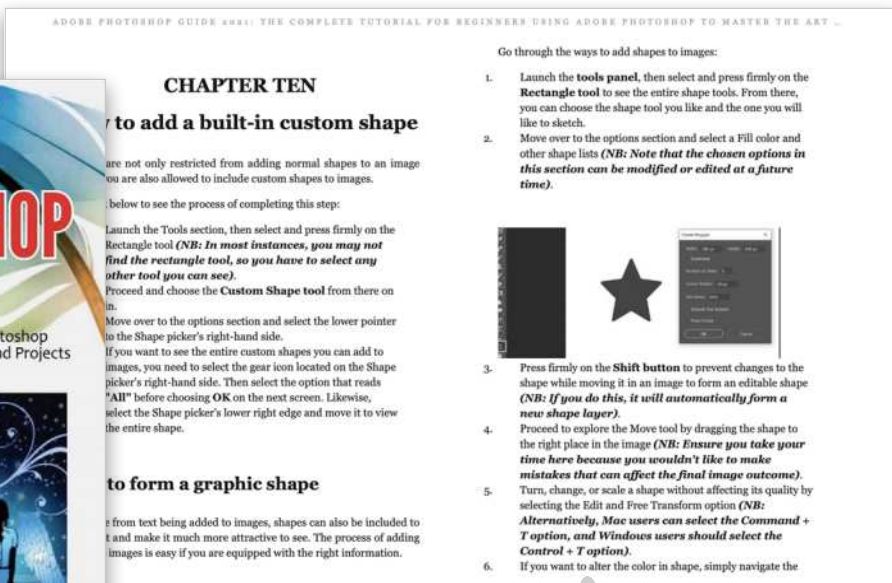 ADOBE PHOTOSHOP GUIDE 2021: THE COMPLETE TUTORIAL FOR BEGINNERS USING ADOBE PHOTOSHOP TO MASTER THE ART …
CHAPTER TEN
to add a built-in custom shape
are not only restricted from adding normal shapes to an image
you are also allowed to include custom shapes to images.
below to see the process of completing this step:
Launch the Tools section, then select and press firmly on the
Rectangle tool (NB: In most instances, you may not
find the rectangle tool, so you have to select any
other tool you can see).
Proceed and choose the Custom Shape tool from there on
in.
Move over to the options section and select the lower pointer
to the Shape picker's right-hand side.
If you want to see the entire custom shapes you can add to
images, you need to select the gear icon located on the Shape
picker's right-hand side. Then select the option that reads
"All" before choosing OK on the next screen. Likewise,
select the Shape picker's lower right edge and move it to view
the entire shape.
to form a graphic shape
from text being added to images, shapes can also be included to
t and make it much more attractive to see. The process of adding
images is easy if you are equipped with the right information.
HOP
toshop
d Projects
Go through the ways to add shapes to images:
1. Launch the tools panel, then select and press firmly on the
Rectangle tool to see the entire shape tools. From there,
you can choose the shape tool you like and the one you will
like to sketch.
2. Move over to the options section and select a Fill color and
other shape lists (NB: Note that the chosen options in
this section can be modified or edited at a future
time).
3. Press firmly on the Shift button to prevent changes to the
shape while moving it in an image to form an editable shape
(NB: If you do this, it will automatically form a
new shape layer).
4. Proceed to explore the Move tool by dragging the shape to
the right place in the image (NB: Ensure you take your
time here because you wouldn't like to make
mistakes that can affect the final image outcome).
5. Turn, change, or scale a shape without affecting its quality by
selecting the Edit and Free Transform option (NB:
Alternatively, Mac users can select the Command +
T option, and Windows users should select the
Control + T option).
6. If you want to alter the color in shape, simply navigate the